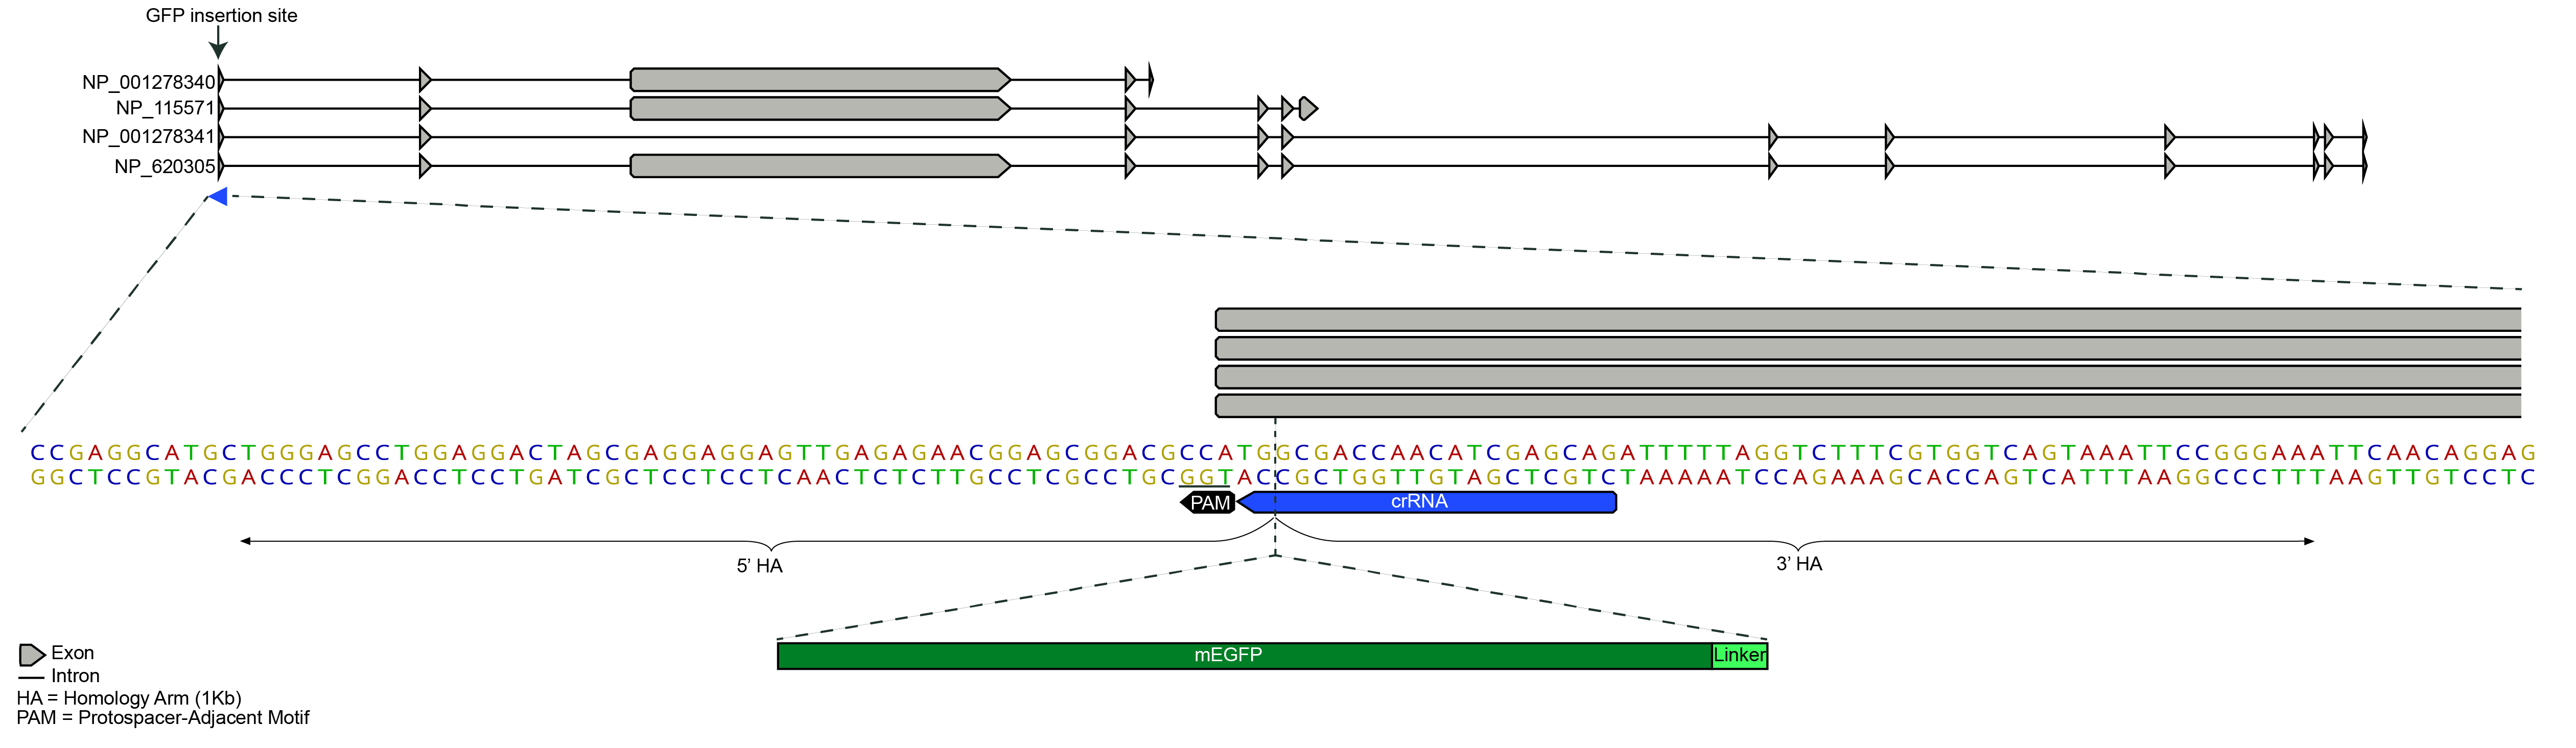 GFP insertion site
NP_001278340
NP_115571
NP_001278341
NP_620305
CCGAGGCATGCTGGGAGCCTGGAGGACTAGCGAGGAGGAGTTGAGAGAACGGAGCGGACGCCATGGCGACCAACATCGAGCAGATTTTTAGGTCTTTCGTGGTCAGTAAATTCCGGGAAATTCAACAGGAG
GGCTCCGTACGACCCTCGGACCTCCTGATCGCTCCTCCTCAACTCTCTTGCCTCGCCTGCGGTACCGCTGGTTGTAGCTCGTCTAAAAATCCAGAAAGCACCAGTCATTTAAGGCCCTTTAAGTTGTCCTC
PAM crRNA
5’ HA 3’ HA
mEGFP Linker
Exon
Intron
HA = Homology Arm (1Kb)
PAM = Protospacer-Adjacent Motif